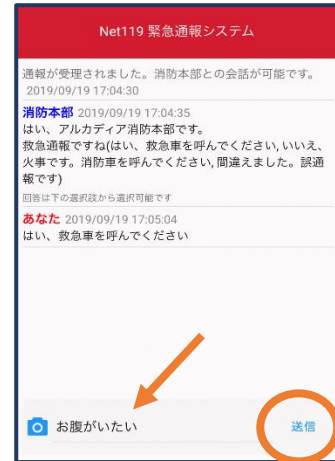 Net119 緊急通報システム
通報が受理されました。消防本部との会話が可能です。
2019/09/19 17:04:30
消防本部 2019/09/19 17:04:35
はい、アルカディア消防本部です。
救急通報ですね(はい、救急車を呼んでください, いいえ、
火事です。消防車を呼んでください, 間違えました。誤通
報です)
回答は下の選択肢から選択可能です
あなた 2019/09/19 17:05:04
はい、救急車を呼んでください
お腹がいたい 送信